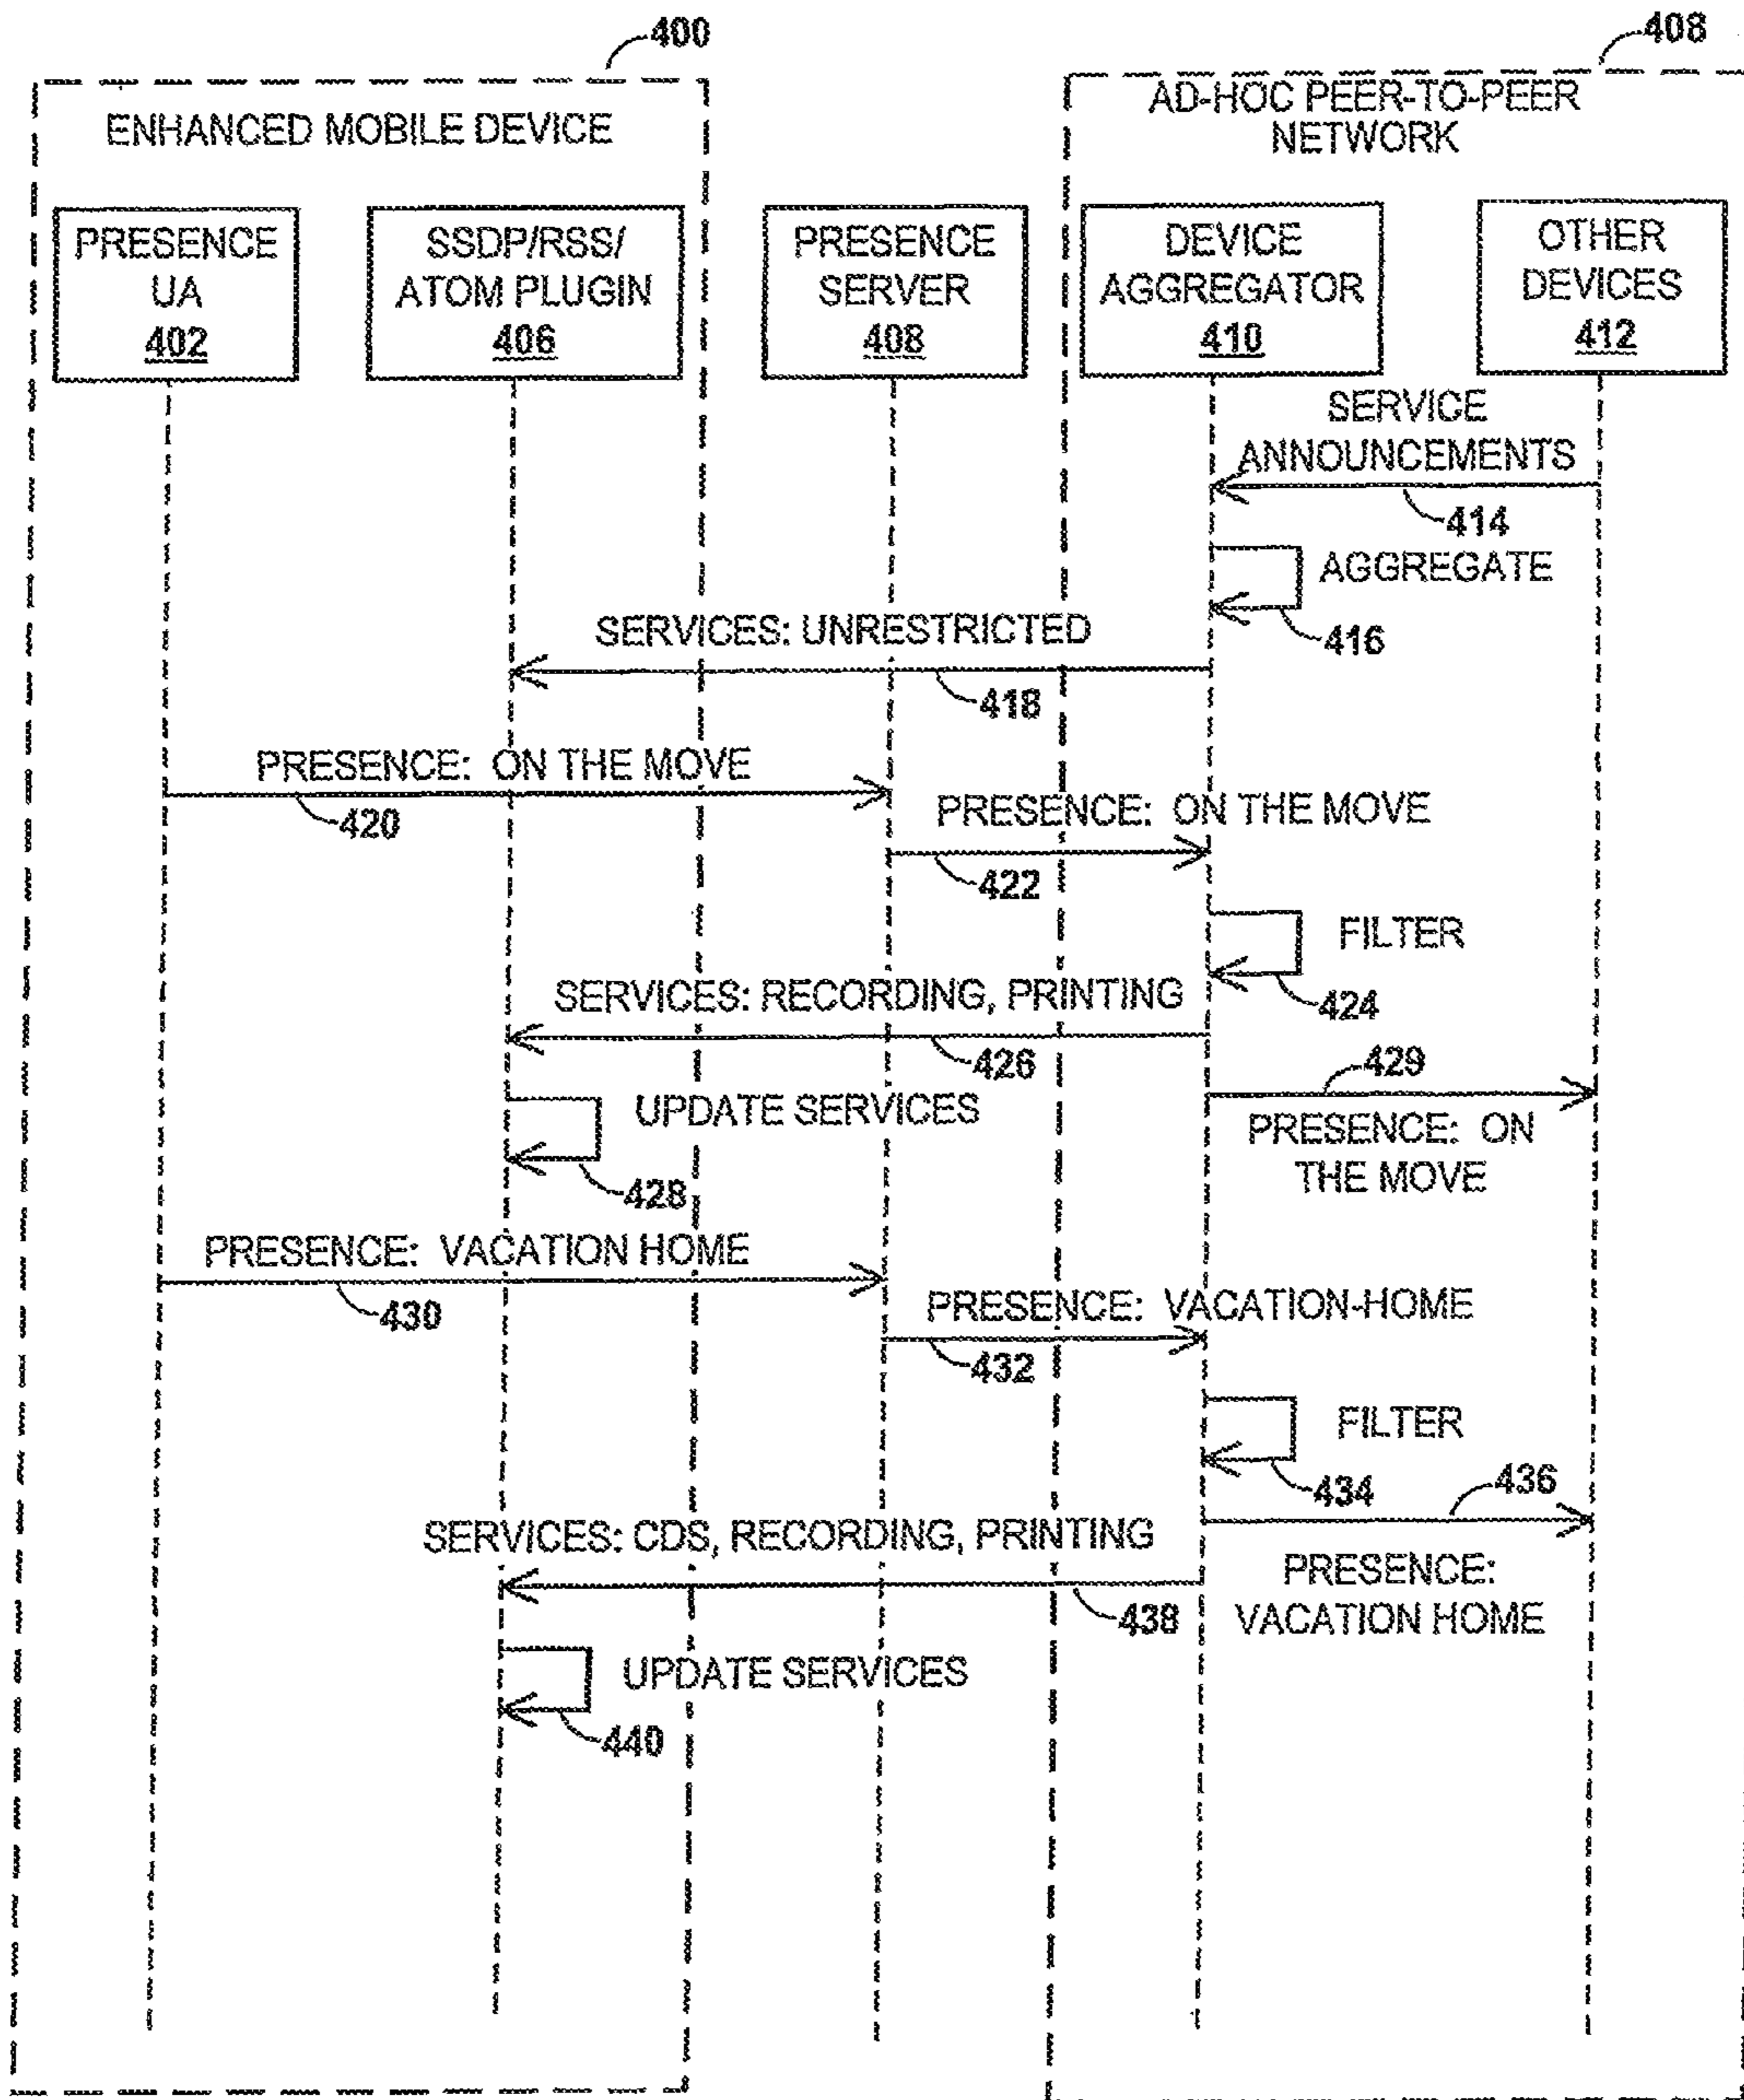 400
408
ENHANCED MOBILE DEVICE
AD-HOC PEER-TO-PEER
NETWORK
PRESENCE
UA
402
SSDP/RSS/
ATOM PLUGIN
406
PRESENCE
SERVER
408
DEVICE
AGGREGATOR
410
OTHER
DEVICES
412
SERVICE
ANNOUNCEMENTS
414
AGGREGATE
416
SERVICES: UNRESTRICTED
418
PRESENCE: ON THE MOVE
420
PRESENCE: ON THE MOVE
422
FILTER
424
SERVICES: RECORDING, PRINTING
426
429
PRESENCE: ON
THE MOVE
UPDATE SERVICES
428
PRESENCE: VACATION HOME
430
PRESENCE: VACATION-HOME
432
FILTER
434
436
PRESENCE:
VACATION HOME
SERVICES: CDS, RECORDING, PRINTING
438
UPDATE SERVICES
440